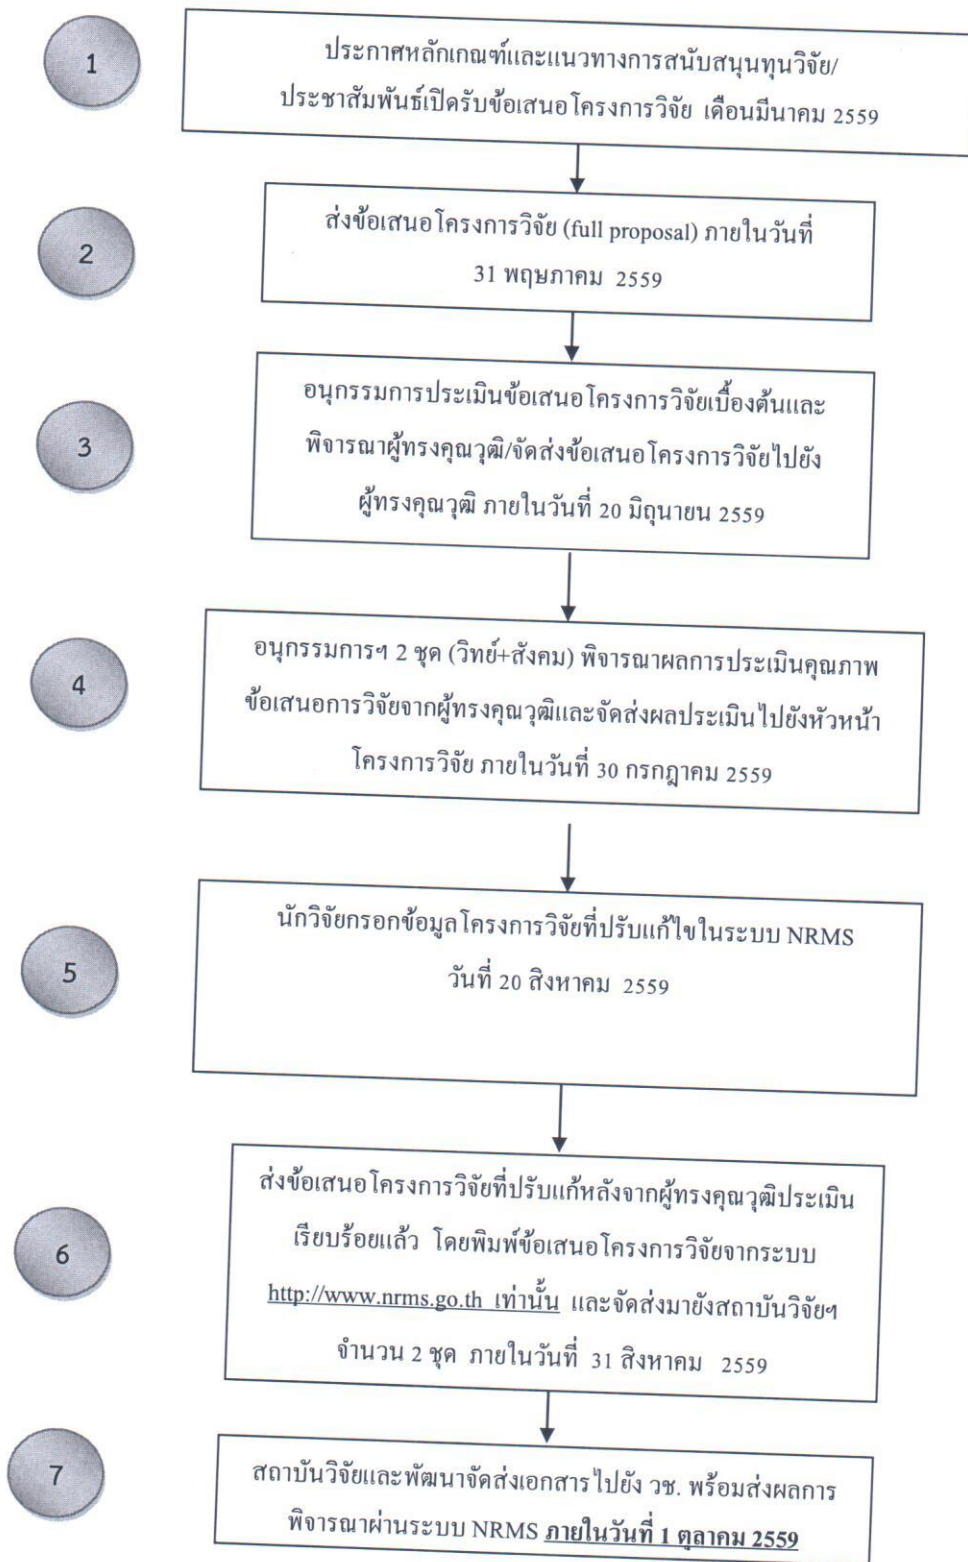 1
ประกาศหลักเกณฑ์และแนวทางการสนับสนุนทุนวิจัย/
ประชาสัมพันธ์เปิดรับข้อเสนอโครงการวิจัย เดือนมีนาคม 2559
2
ส่งข้อเสนอโครงการวิจัย (full proposal) ภายในวันที่
31 พฤษภาคม 2559
3
อนุกรรมการประเมินข้อเสนอโครงการวิจัยเบื้องต้นและ
พิจารณาผู้ทรงคุณวุฒิ/จัดส่งข้อเสนอโครงการวิจัยไปยัง
ผู้ทรงคุณวุฒิ ภายในวันที่ 20 มิถุนายน 2559
4
อนุกรรมการฯ 2 ชุด (วิทย์+สังคม) พิจารณาผลการประเมินคุณภาพ
ข้อเสนอการวิจัยจากผู้ทรงคุณวุฒิและจัดส่งผลประเมินไปยังหัวหน้า
โครงการวิจัย ภายในวันที่ 30 กรกฎาคม 2559
5
นักวิจัยกรอกข้อมูลโครงการวิจัยที่ปรับแก้ไขในระบบ NRMS
วันที่ 20 สิงหาคม 2559
6
ส่งข้อเสนอโครงการวิจัยที่ปรับแก้หลังจากผู้ทรงคุณวุฒิประเมิน
เรียบร้อยแล้ว โดยพิมพ์ข้อเสนอโครงการวิจัยจากระบบ
http://www.nrms.go.th เท่านั้น และจัดส่งมายังสถาบันวิจัยฯ
จำนวน 2 ชุด ภายในวันที่ 31 สิงหาคม 2559
7
สถาบันวิจัยและพัฒนาจัดส่งเอกสารไปยัง วช. พร้อมส่งผลการ
พิจารณาผ่านระบบ NRMS ภายในวันที่ 1 ตุลาคม 2559